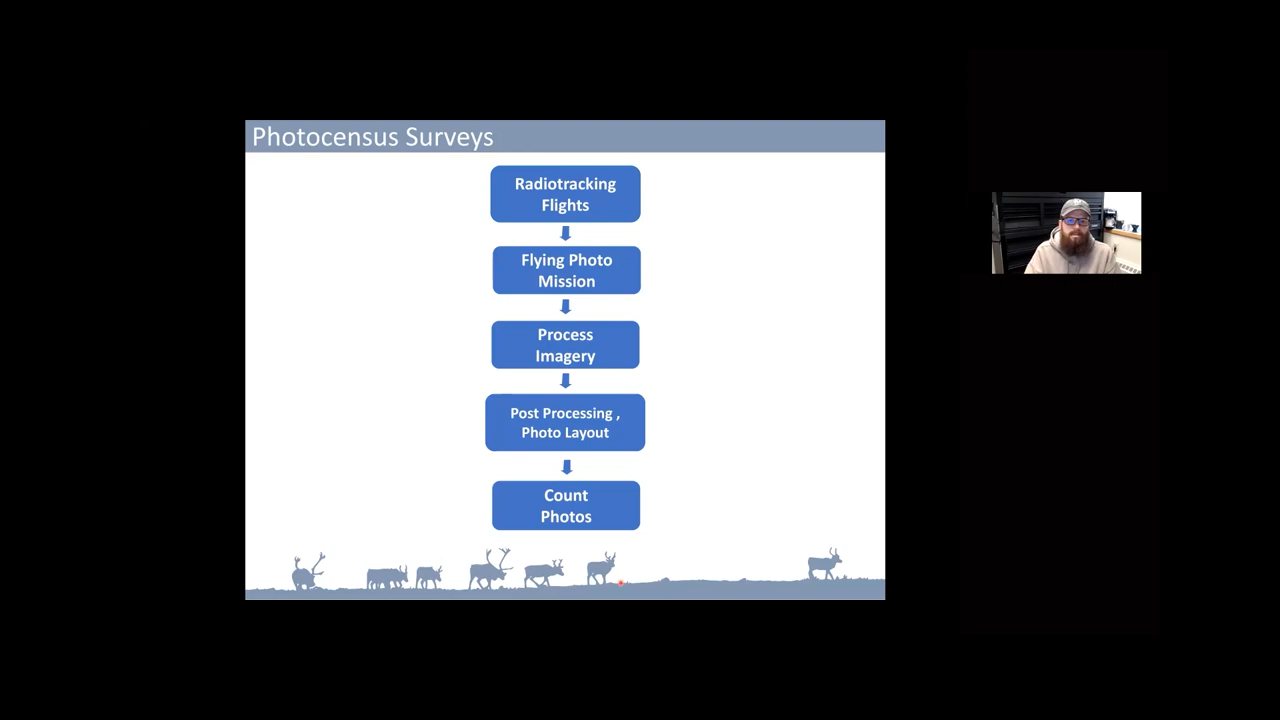 Photocensus Surveys
Radiotracking
Flights
Flying Photo
Mission
Process
Imagery
Post Processing ,
Photo Layout
Count
Photos